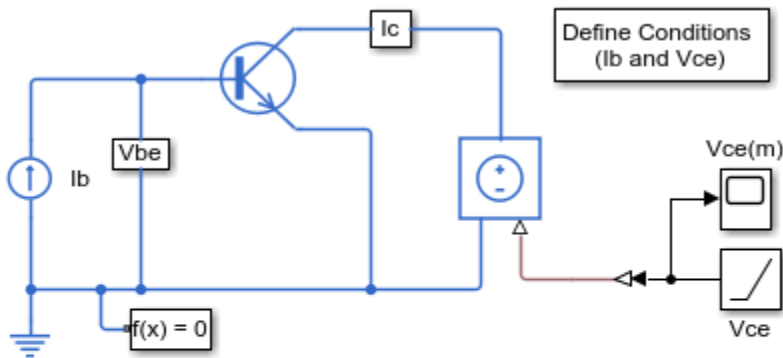 Ic
Define Conditions
(Ib and Vce)
Vbe
Ib
Vce(m)
f(x) = 0
Vce